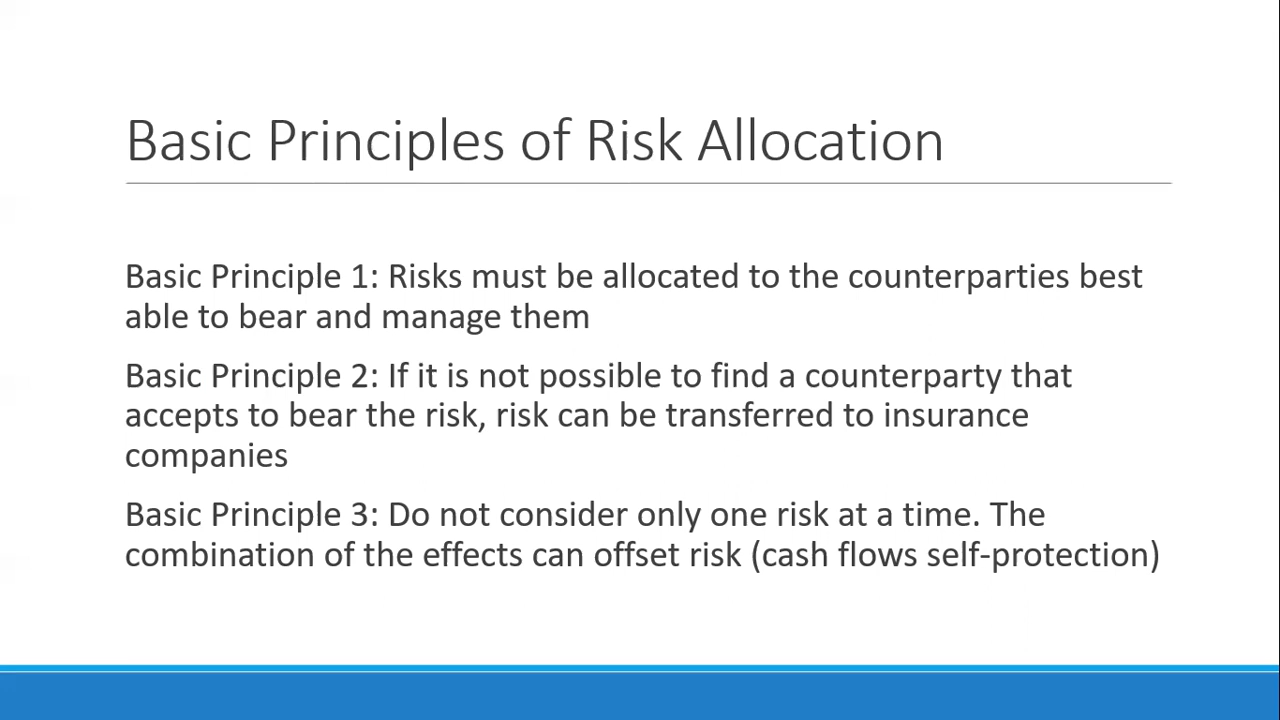 Basic Principles of Risk Allocation
Basic Principle 1: Risks must be allocated to the counterparties best
able to bear and manage them
Basic Principle 2: If it is not possible to find a counterparty that
accepts to bear the risk, risk can be transferred to insurance
companies
Basic Principle 3: Do not consider only one risk at a time. The
combination of the effects can offset risk (cash flows self-protection)